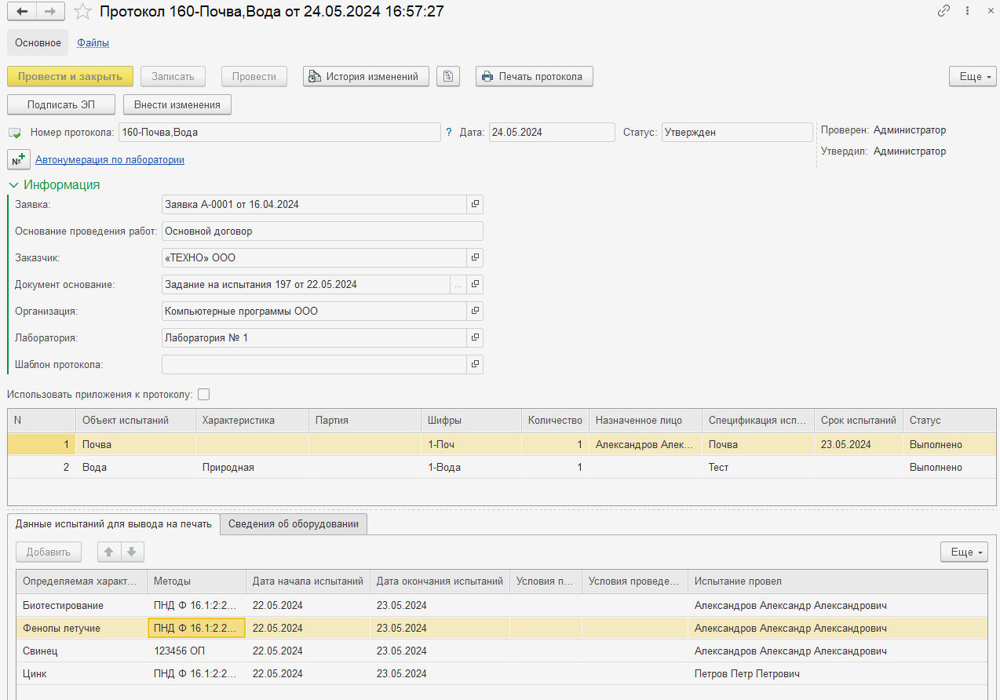 Протокол 160-Почва,Вода от 24.05.2024 16:57:27
Основное Файлы
Провести и закрыть Записать Провести История изменений Печать протокола Еще
Подписать ЭП Внести изменения
Номер протокола: 160-Почва,Вода ? Дата: 24.05.2024 Статус: Утвержден Проверен: Администратор
Утвердил: Администратор
№ Автонумерация по лаборатории
Информация
Заявка: Заявка А-0001 от 16.04.2024
Основание проведения работ: Основной договор
Заказчик: «ТЕХНО» ООО
Документ основание: Задание на испытания 197 от 22.05.2024 ...
Организация: Компьютерные программы ООО
Лаборатория: Лаборатория № 1
Шаблон протокола:
Использовать приложения к протоколу:
N Объект испытаний Характеристика Партия Шифры Количество Назначенное лицо Спецификация исп... Срок испытаний Статус
1 Почва 1-Поч 1 Александров Алек... Почва 23.05.2024 Выполнено
2 Вода Природная 1-Вода 1 Тест Выполнено
Данные испытаний для вывода на печать Сведения об оборудовании
Добавить Еще
Определяемая характ... Методы Дата начала испытаний Дата окончания испытаний Условия п... Условия проведе... Испытание провел
Биотестирование ПНД Ф 16.1:2:2... 22.05.2024 23.05.2024 Александров Александр Александрович
Фенолы летучие ПНД Ф 16.1:2.2... 22.05.2024 23.05.2024 Александров Александр Александрович
Свинец 123456 ОП 22.05.2024 23.05.2024 Александров Александр Александрович
Цинк ПНД Ф 16.1:2:2... 22.05.2024 23.05.2024 Петров Петр Петрович